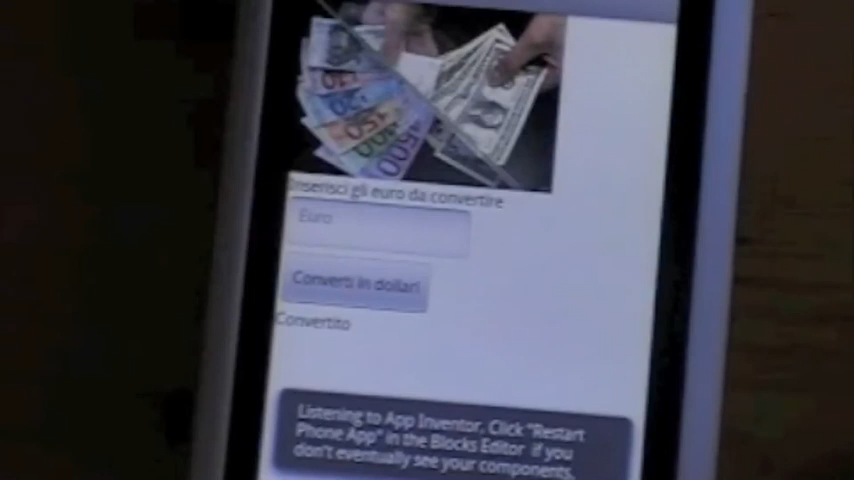 Inserisci gli euro da convertire
Euro
Converti in dollari
Convertito
Listening to App Inventor, Click "Restart
Phone App" in the Blocks Editor if you
don't eventually see your components.